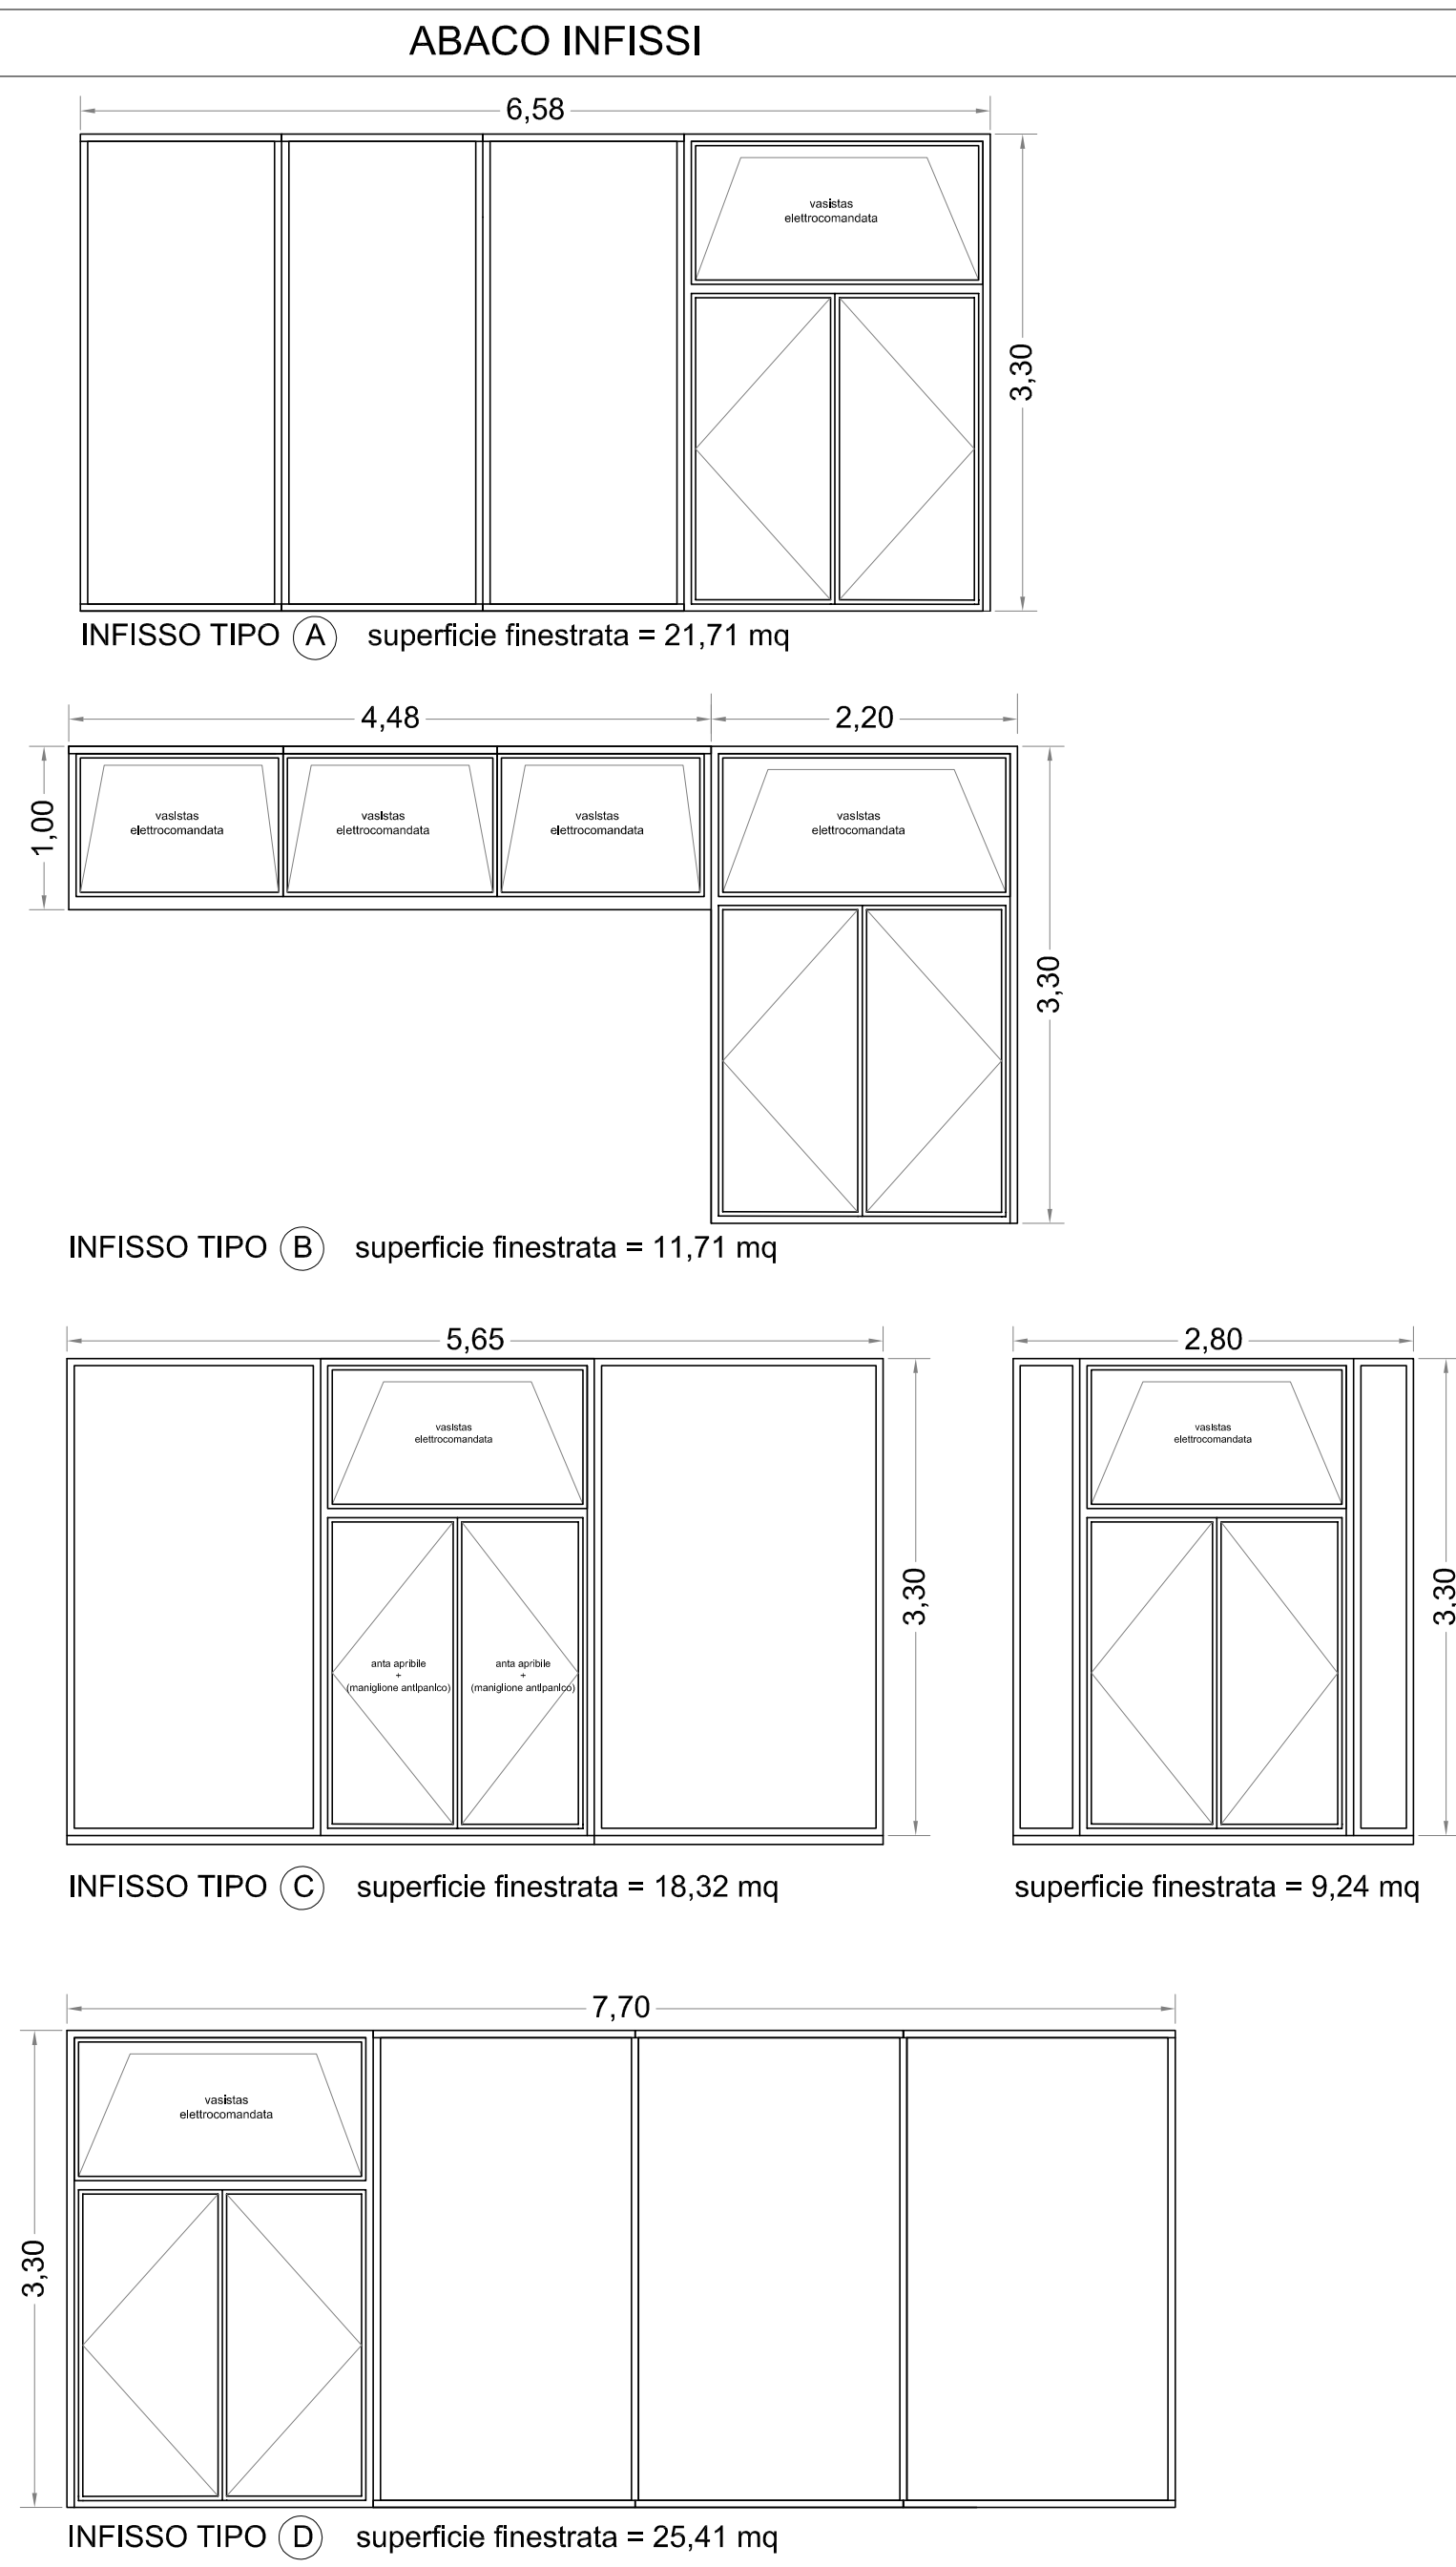 ABACO INFISSI
6,58
vasistas
elettrocomandata
3,30
INFISSO TIPO A superficie finestrata = 21,71 mq
4,48
2,20
1,00
vasistas
elettrocomandata
vasistas
elettrocomandata
vasistas
elettrocomandata
vasistas
elettrocomandata
3,30
INFISSO TIPO B superficie finestrata = 11,71 mq
5,65
vasistas
elettrocomandata
anta apribile
+
(maniglione antipanico)
anta apribile
+
(maniglione antipanico)
3,30
INFISSO TIPO C superficie finestrata = 18,32 mq
2,80
vasistas
elettrocomandata
3,30
superficie finestrata = 9,24 mq
7,70
vasistas
elettrocomandata
3,30
INFISSO TIPO D superficie finestrata = 25,41 mq